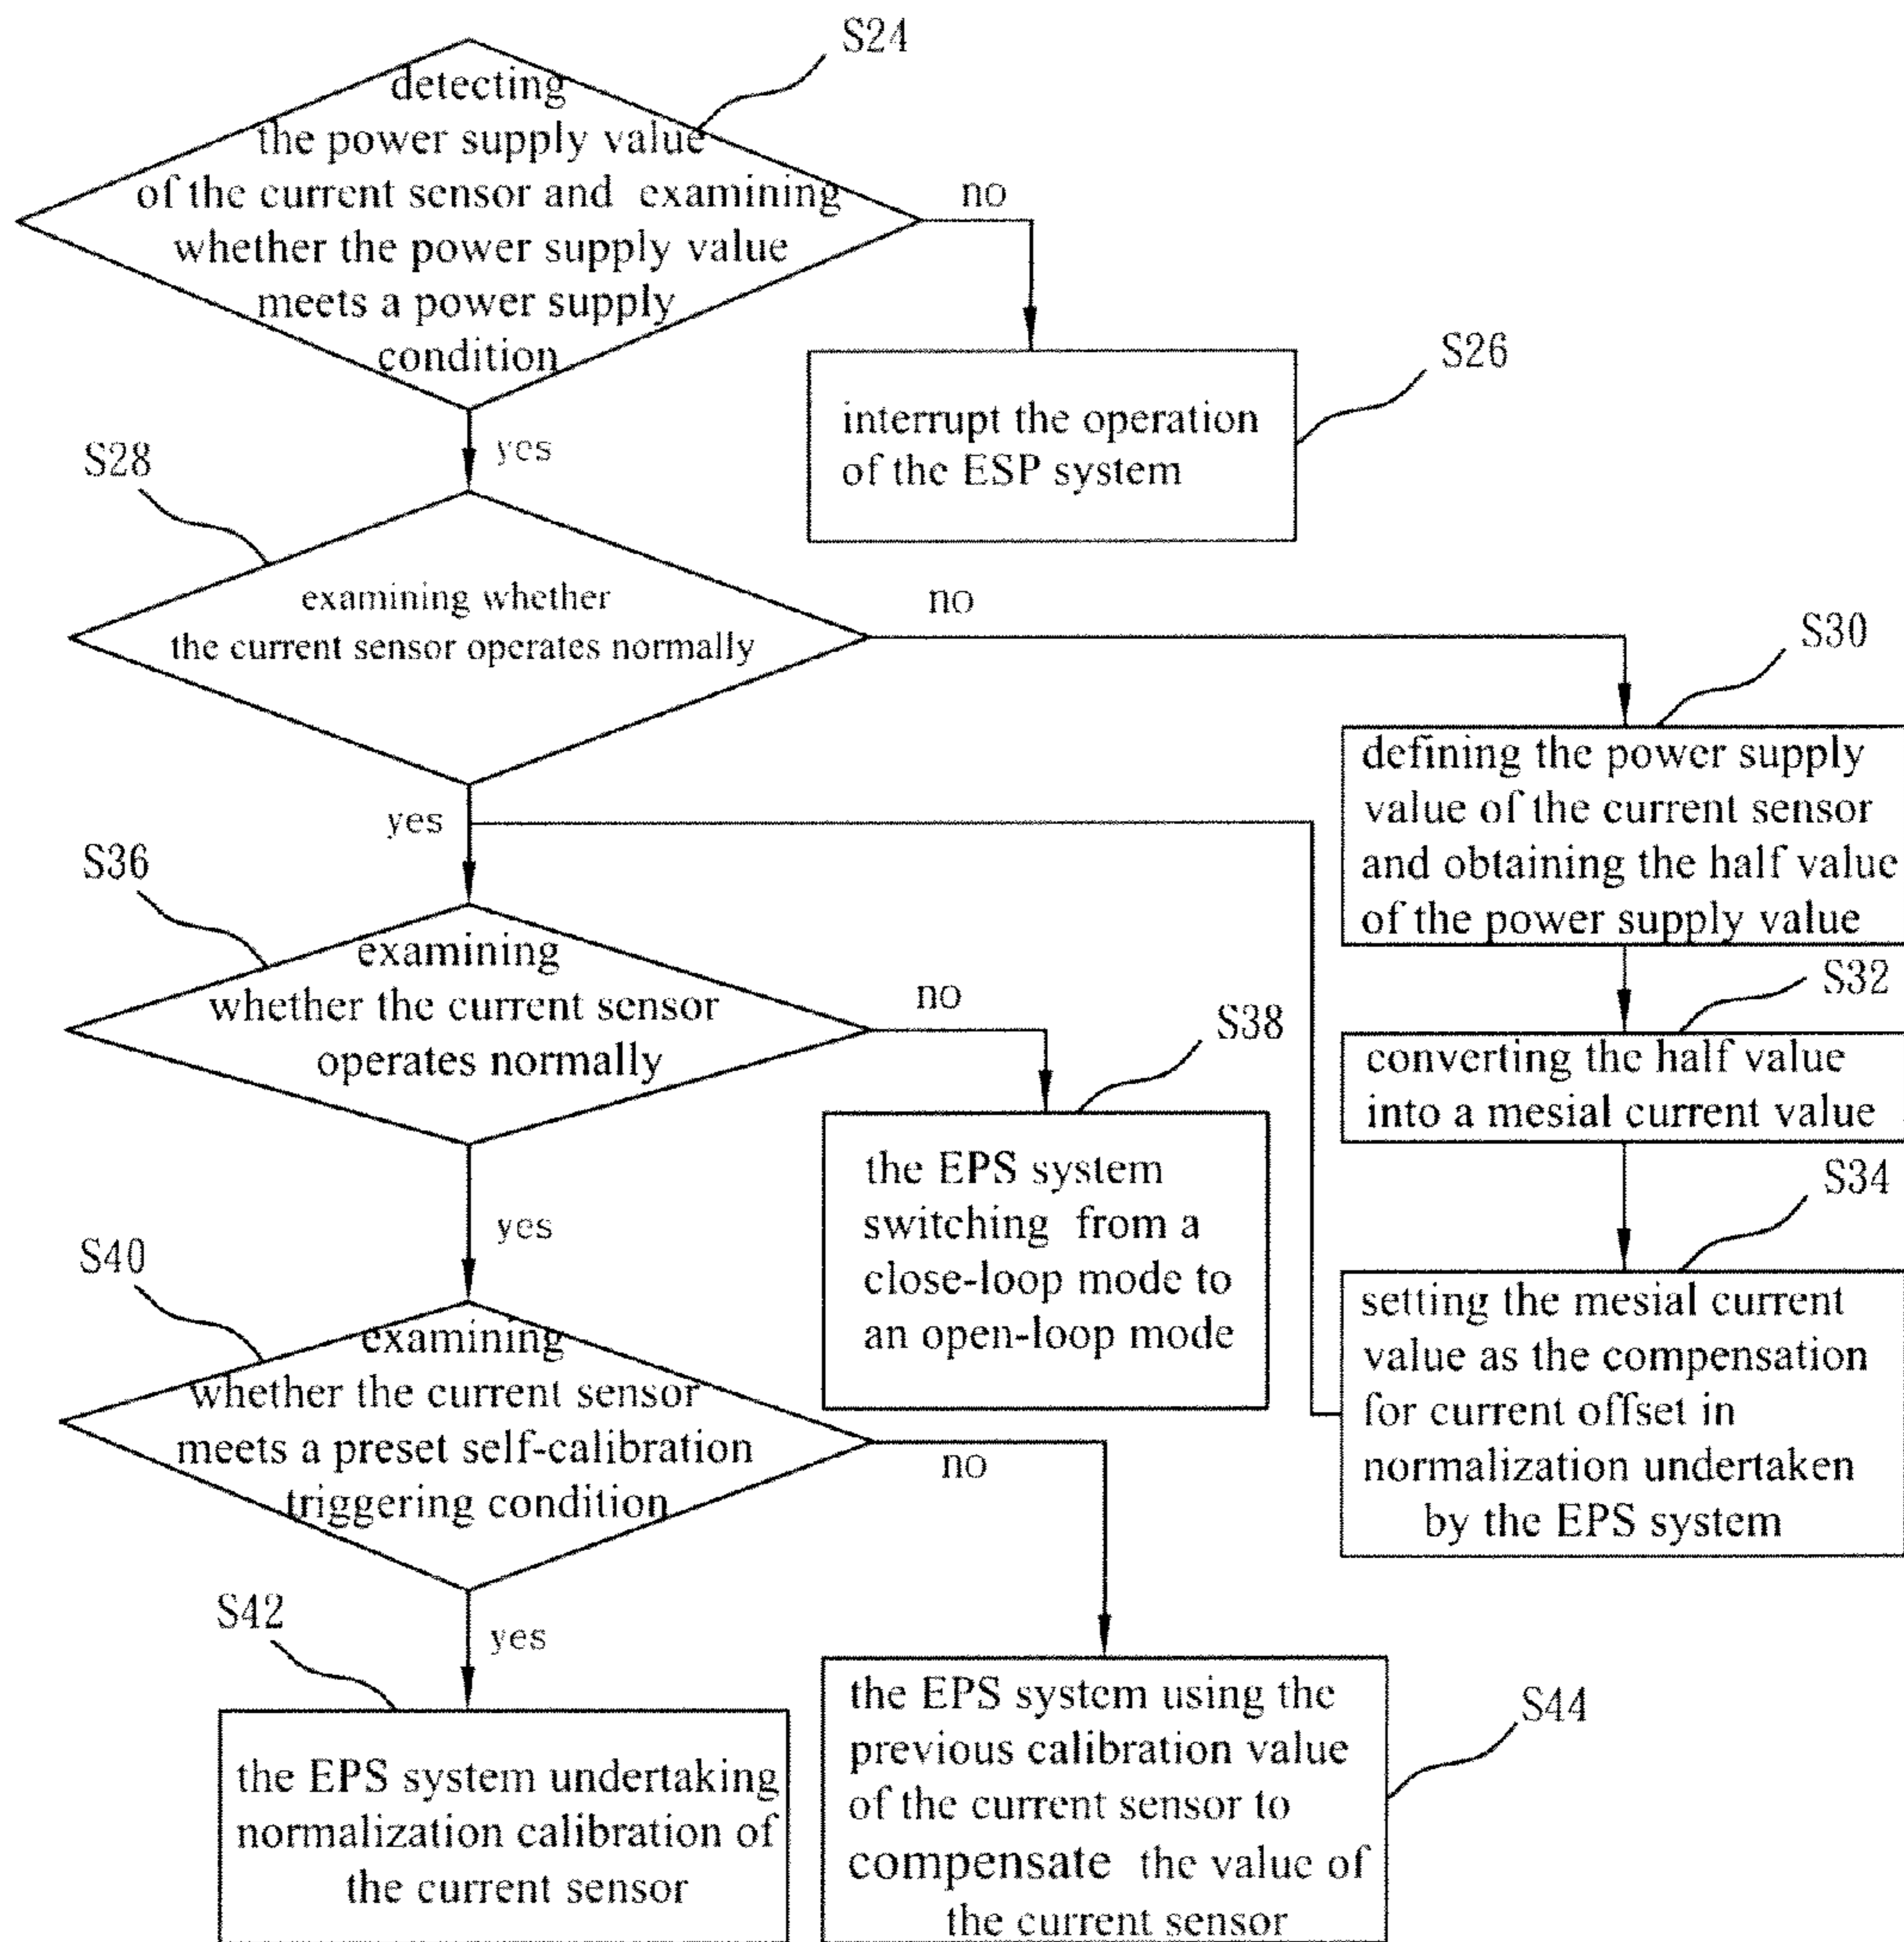 S24
detecting
the power supply value
of the current sensor and examining
whether the power supply value
meets a power supply
condition
no
S26
interrupt the operation
of the ESP system
yes
S28
examining whether
the current sensor operates normally
no
S30
defining the power supply
value of the current sensor
and obtaining the half value
of the power supply value
yes
S36
examining
whether the current sensor
operates normally
no
S38
the EPS system
switching from a
close-loop mode to
an open-loop mode
S32
converting the half value
into a mesial current value
S34
setting the mesial current
value as the compensation
for current offset in
normalization undertaken
by the EPS system
yes
S40
examining
whether the current sensor
meets a preset self-calibration
triggering condition
no
S42
yes
the EPS system undertaking
normalization calibration of
the current sensor
S44
the EPS system using the
previous calibration value
of the current sensor to
compensate the value of
the current sensor